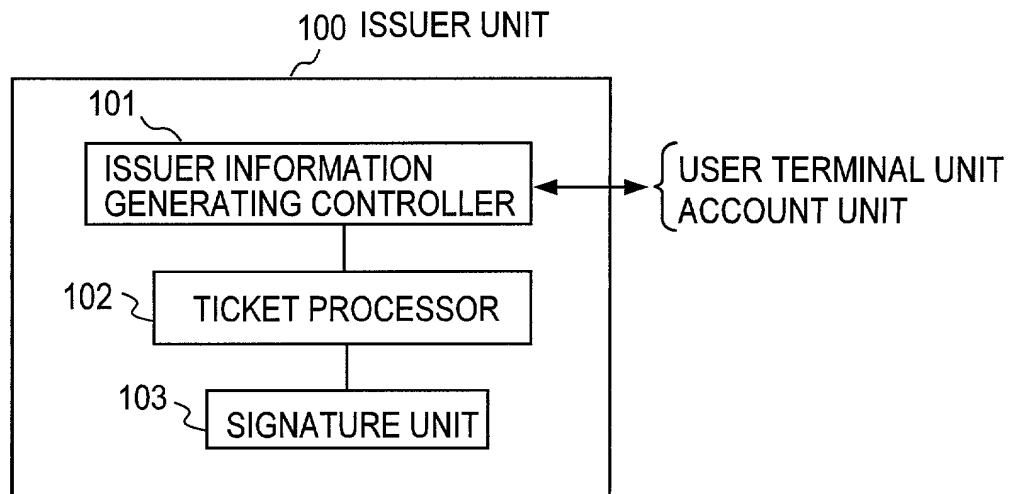 100 ISSUER UNIT
101
ISSUER INFORMATION
GENERATING CONTROLLER
USER TERMINAL UNIT
ACCOUNT UNIT
102
TICKET PROCESSOR
103
SIGNATURE UNIT